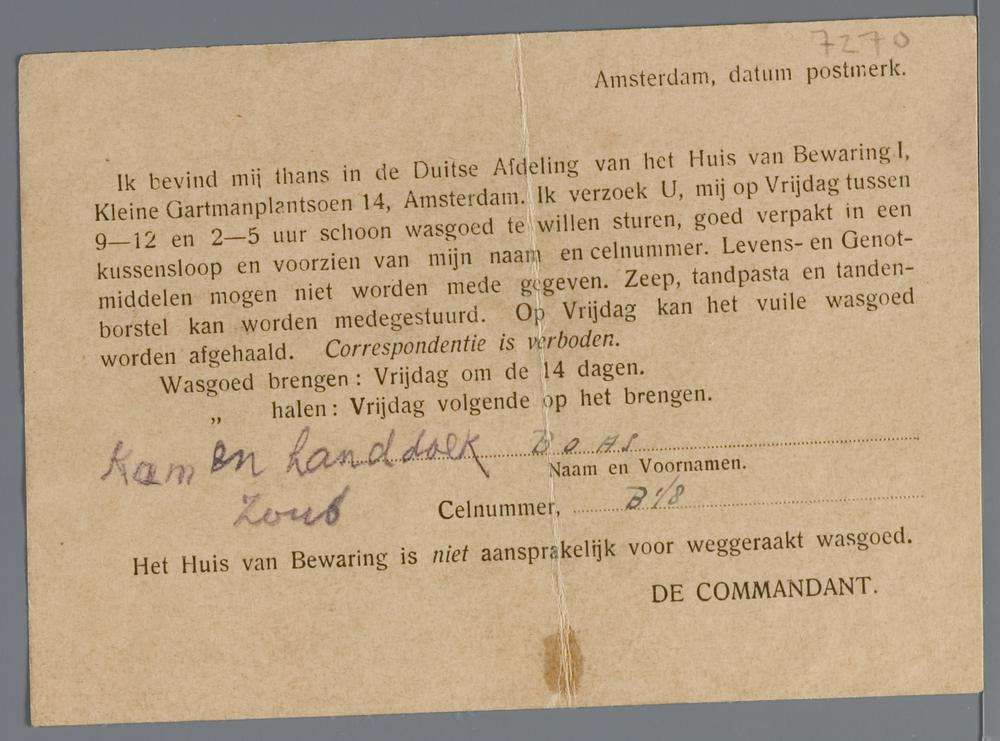 7270
Amsterdam, datum postmerk.
Ik bevind mij thans in de Duitse Afdeling van het Huis van Bewaring I,
Kleine Gartmanplantsoen 14, Amsterdam. Ik verzoek U, mij op Vrijdag tussen
9—12 en 2—5 uur schoon wasgoed te willen sturen, goed verpakt in een
kussensloop en voorzien van mijn naam en celnummer. Levens- en Genot-
middelen mogen niet worden mede gegeven. Zeep, tandpasta en tanden-
borstel kan worden medegestuurd. Op Vrijdag kan het vuile wasgoed
worden afgehaald. Correspondentie is verboden.
Wasgoed brengen : Vrijdag om de 14 dagen.
„ halen : Vrijdag volgende op het brengen.
Kam en handdoek BOAS
Naam en Voornamen.
Zout
Celnummer, B 1/8
Het Huis van Bewaring is niet aansprakelijk voor weggeraakt wasgoed.
DE COMMANDANT.